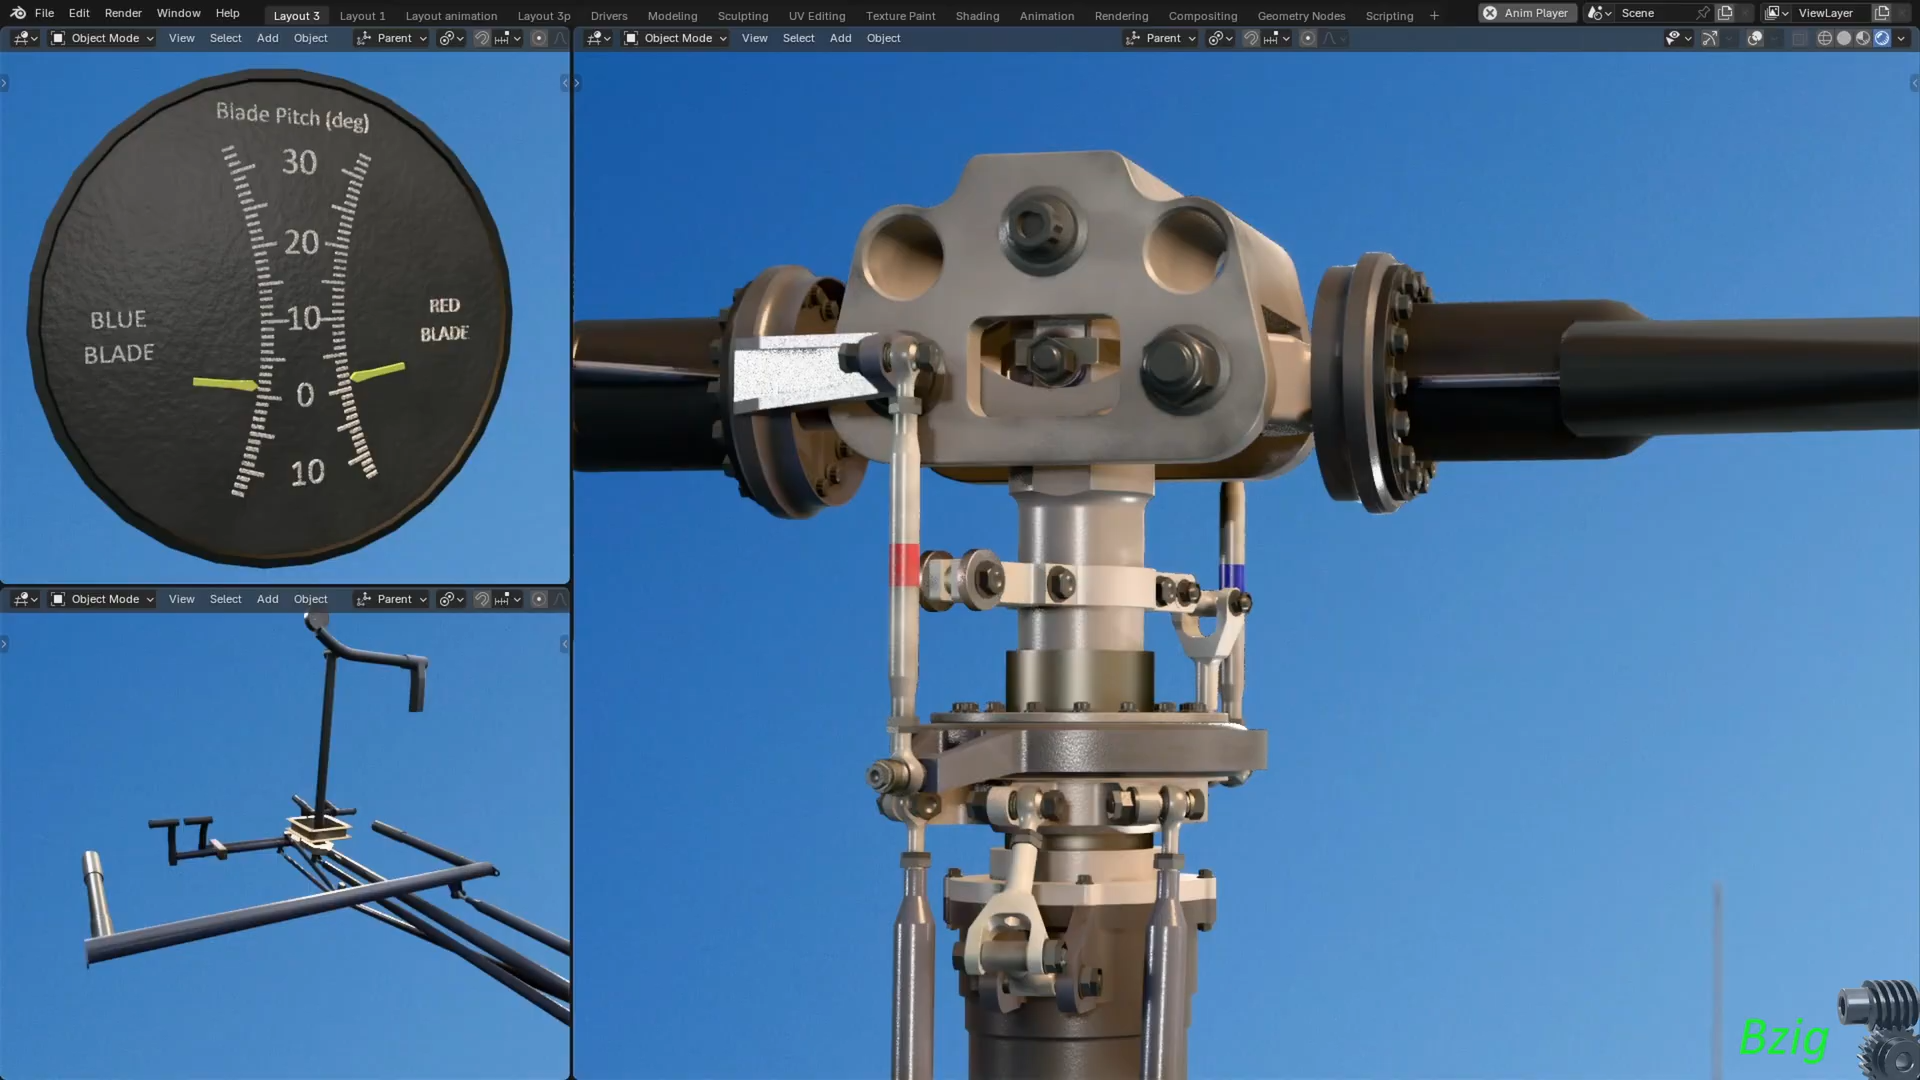 File Edit Render Window Help Layout 3 Layout 1 Layout animation Layout 3p Drivers Modeling Sculpting UV Editing Texture Paint Shading Animation Rendering Compositing Geometry Nodes Scripting + Anim Player Scene ViewLayer
Object Mode View Select Add Object Parent
Object Mode View Select Add Object Parent
Blade Pitch (deg)
30
20
10
0
10
BLUE
BLADE
RED
BLADE
Object Mode View Select Add Object Parent
Bzig